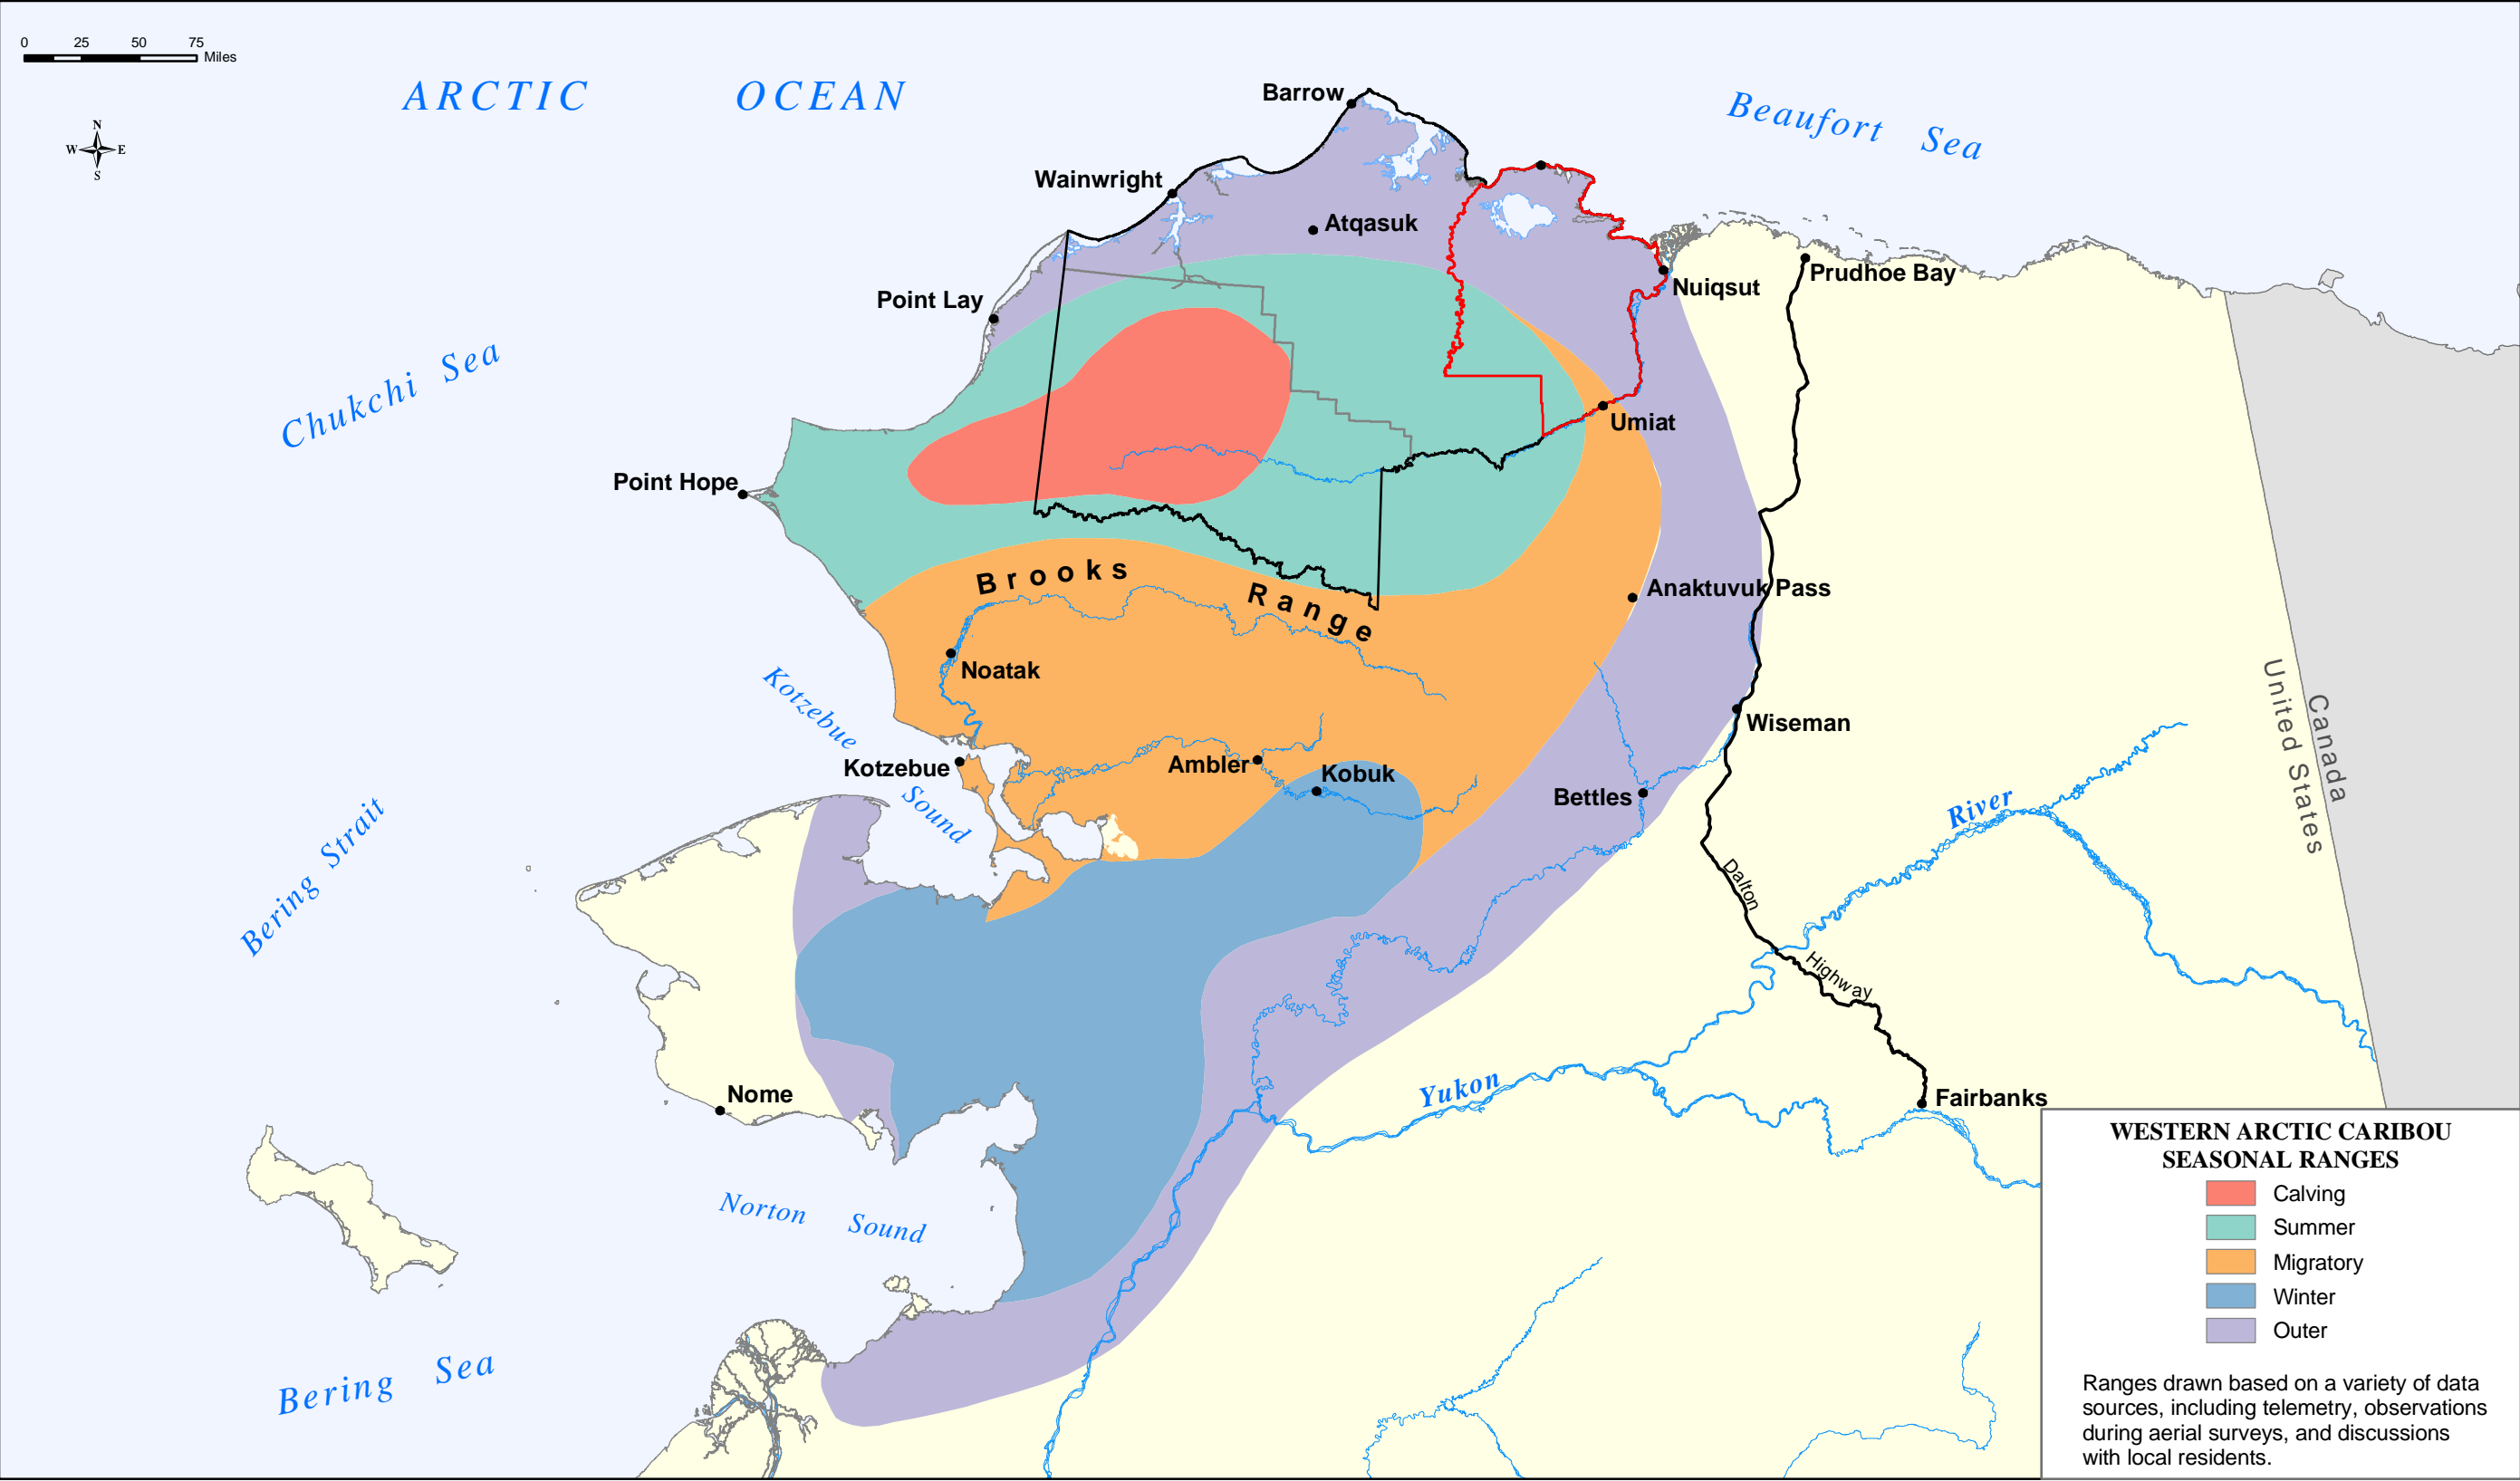 0 25 50 75
Miles
ARCTIC OCEAN
Beaufort Sea
N
W E
S
Barrow
Wainwright
Atqasuk
Point Lay
Nuiqsut
Prudhoe Bay
Chukchi Sea
Umiat
Point Hope
Brooks Range
Anaktuvuk Pass
Noatak
Kotzebue Sound
Wiseman
Kotzebue
Ambler
Kobuk
Bettles
Canada
United States
River
Bering Strait
Dalton Highway
Yukon
Nome
Fairbanks
Norton Sound
Bering Sea
WESTERN ARCTIC CARIBOU
SEASONAL RANGES
Calving
Summer
Migratory
Winter
Outer
Ranges drawn based on a variety of data
sources, including telemetry, observations
during aerial surveys, and discussions
with local residents.